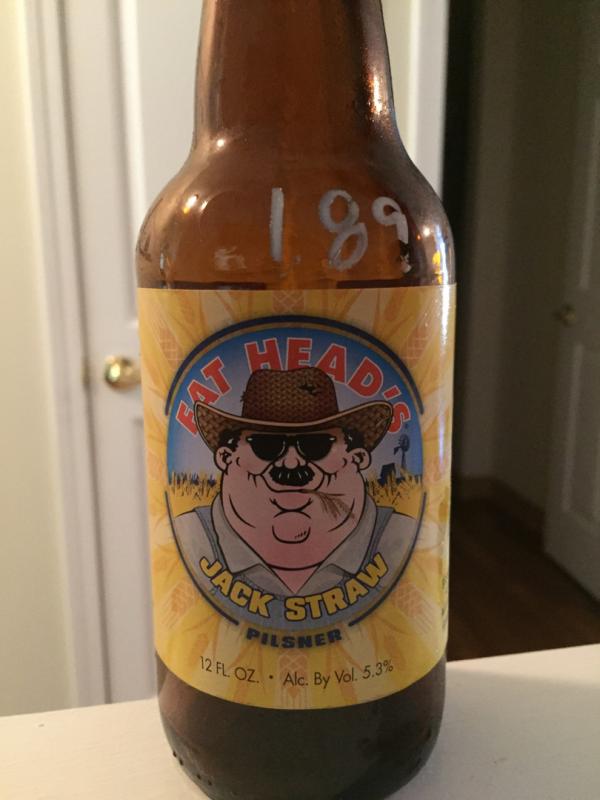 1.89
FAT HEAD'S
JACK STRAW
PILSNER
12 FL. OZ. • Alc. By Vol. 5.3%